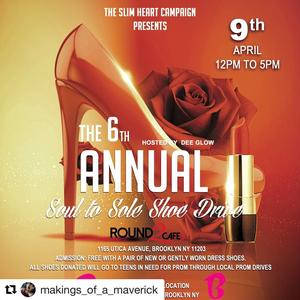 THE SLIM HEART CAMPAIGN
PRESENTS
9th
APRIL
12PM TO 5PM
THE 6TH
HOSTED BY DEE GLOW
ANNUAL
Soul to Sole Shoe Drive
ROUND CAFE
1165 UTICA AVENUE, BROOKLYN NY 11203
ADMISSION: FREE WITH A PAIR OF NEW OR GENTLY WORN DRESS SHOES.
ALL SHOES DONATED WILL GO TO TEENS IN NEED FOR PROM THROUGH LOCAL PROM DRIVES
LOCATION
BROOKLYN NY
makings_of_a_maverick